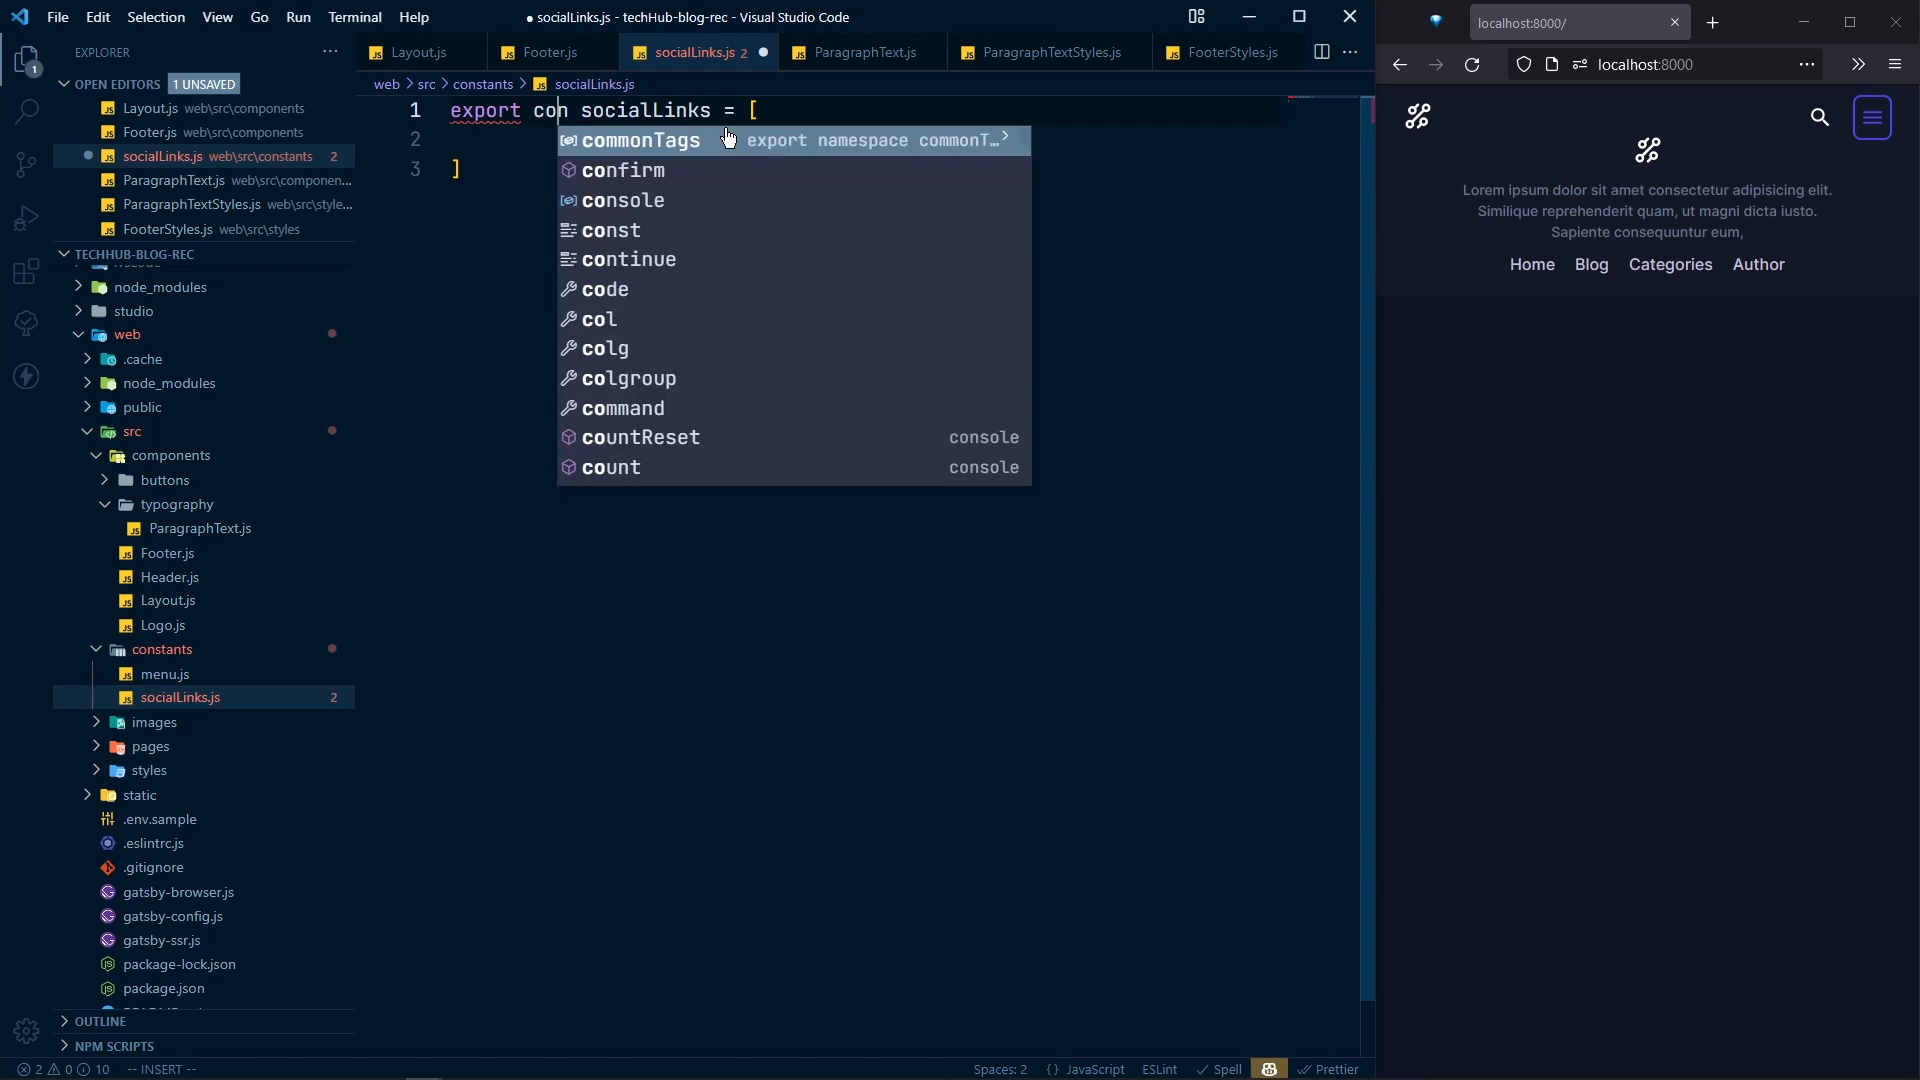 File Edit Selection View Go Run Terminal Help
● socialLinks.js - techHub-blog-rec - Visual Studio Code
EXPLORER
OPEN EDITORS 1 UNSAVED
Layout.js web\src\components
Footer.js web\src\components
socialLinks.js web\src\constants 2
ParagraphText.js web\src\componen...
ParagraphTextStyles.js web\src\style...
FooterStyles.js web\src\styles
TECHHUB-BLOG-REC
node_modules
studio
web
.cache
node_modules
public
src
components
buttons
typography
ParagraphText.js
Footer.js
Header.js
Layout.js
Logo.js
constants
menu.js
socialLinks.js 2
images
pages
styles
static
.env.sample
.eslintrc.js
.gitignore
gatsby-browser.js
gatsby-config.js
gatsby-ssr.js
package-lock.json
package.json
OUTLINE
NPM SCRIPTS
1
Layout.js Footer.js socialLinks.js 2 ParagraphText.js ParagraphTextStyles.js FooterStyles.js
web > src > constants > socialLinks.js
1 export con socialLinks = [
2
3 ]
commonTags export namespace commonT...
confirm
console
const
continue
code
col
colg
colgroup
command
countReset console
count console
2 0 10 -- INSERT --
Spaces: 2 {} JavaScript ESLint Spell Prettier
localhost:8000/
localhost:8000
Lorem ipsum dolor sit amet consectetur adipisicing elit.
Similique reprehenderit quam, ut magni dicta iusto.
Sapiente consequuntur eum,
Home Blog Categories Author